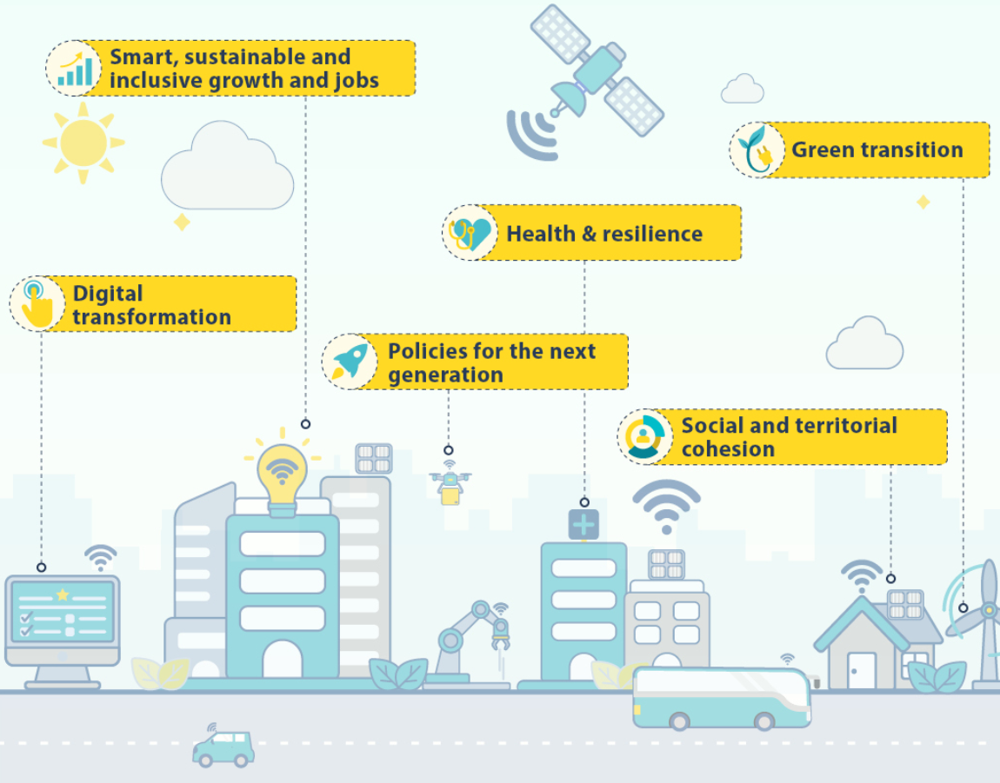 Smart, sustainable and
inclusive growth and jobs
Green transition
Health & resilience
Digital
transformation
Policies for the next
generation
Social and territorial
cohesion